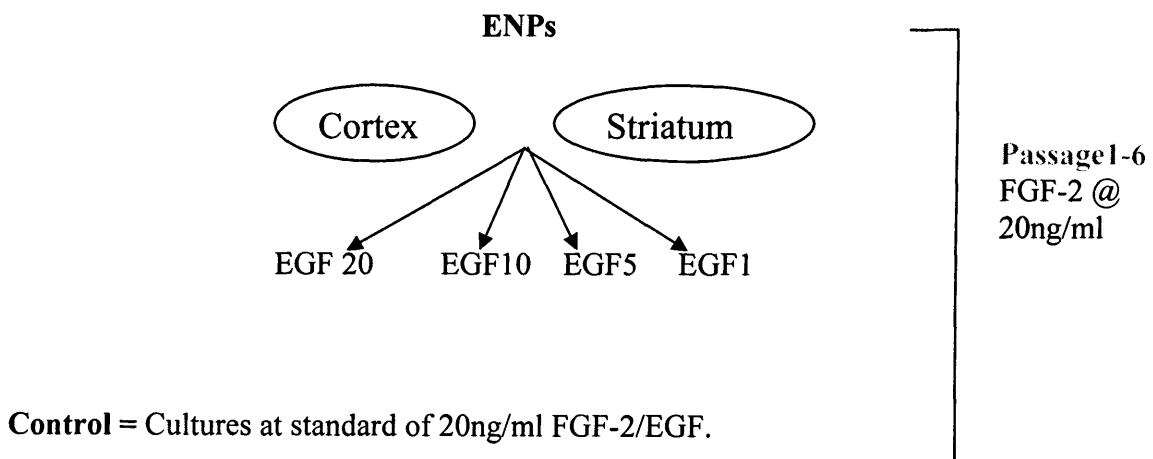 ENPs
Cortex
Striatum
EGF 20
EGF10
EGF5
EGF1
Passage1-6
FGF-2 @
20ng/ml
Control = Cultures at standard of 20ng/ml FGF-2/EGF.